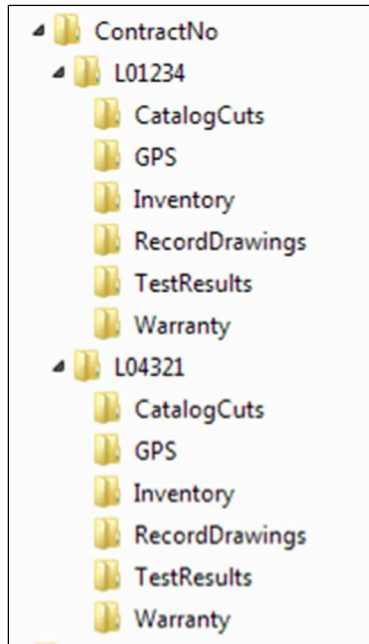 ContractNo
L01234
CatalogCuts
GPS
Inventory
RecordDrawings
TestResults
Warranty
L04321
CatalogCuts
GPS
Inventory
RecordDrawings
TestResults
Warranty